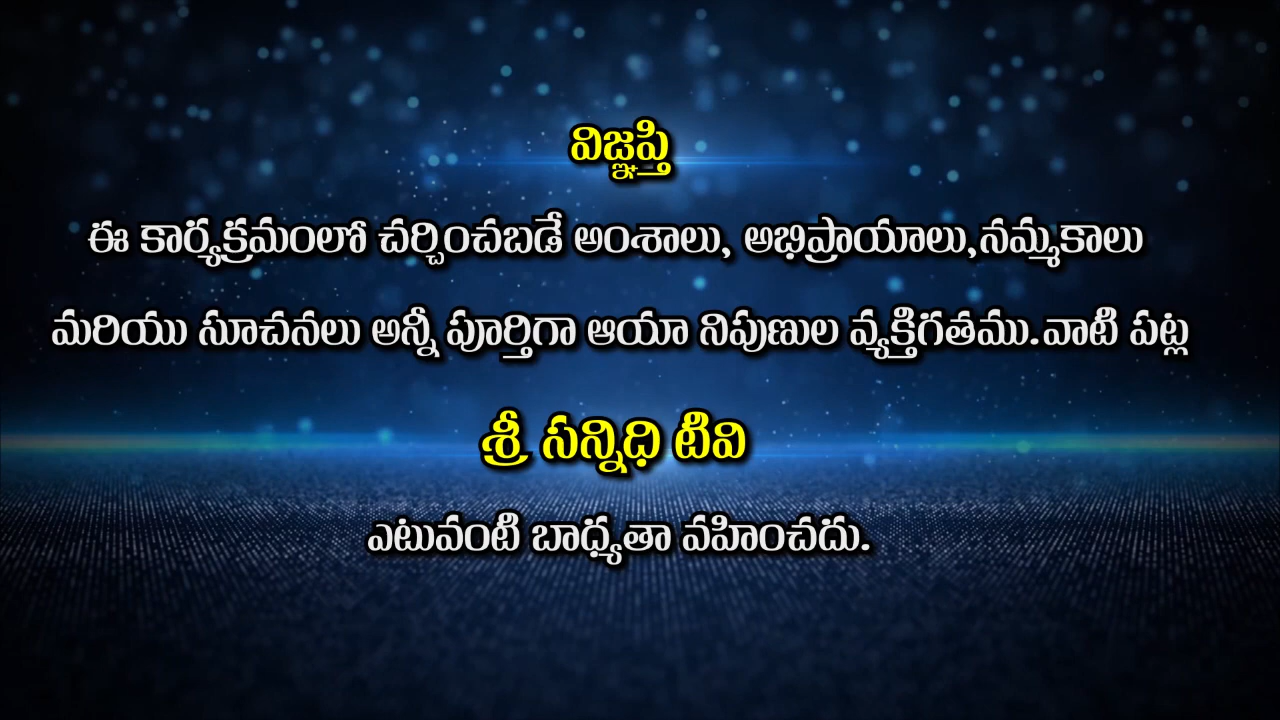 విజ్ఞప్తి
ఈ కార్యక్రమంలో చర్చించబడే అంశాలు, అభిప్రాయాలు,నమ్మకాలు
మరియు సూచనలు అన్నీ పూర్తిగా ఆయా నిపుణుల వ్యక్తిగతము.వాటి పట్ల
శ్రీ సన్నిధి టివి
ఎటువంటి బాధ్యతా వహించదు.